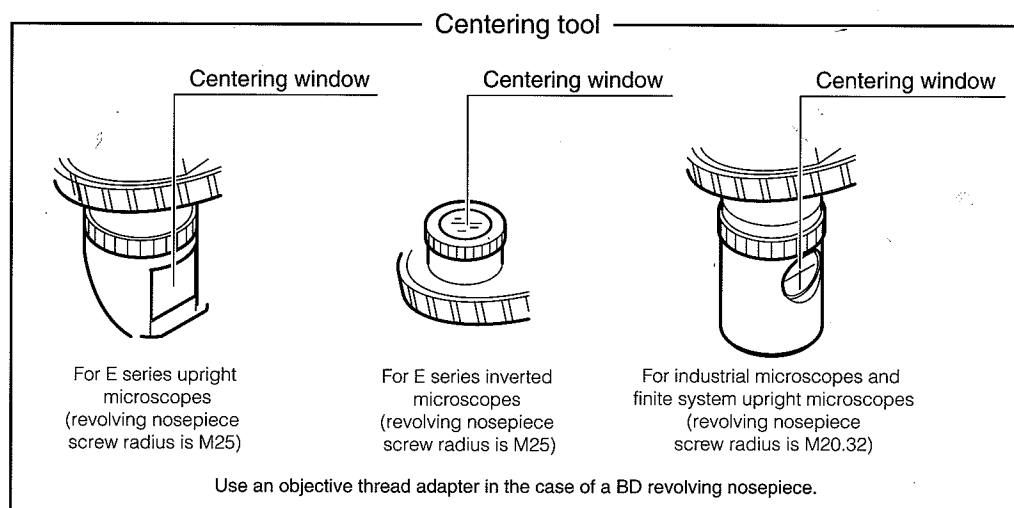 Centering tool
Centering window
Centering window
Centering window
For E series upright
microscopes
(revolving nosepiece
screw radius is M25)
For E series inverted
microscopes
(revolving nosepiece
screw radius is M25)
For industrial microscopes and
finite system upright microscopes
(revolving nosepiece
screw radius is M20.32)
Use an objective thread adapter in the case of a BD revolving nosepiece.